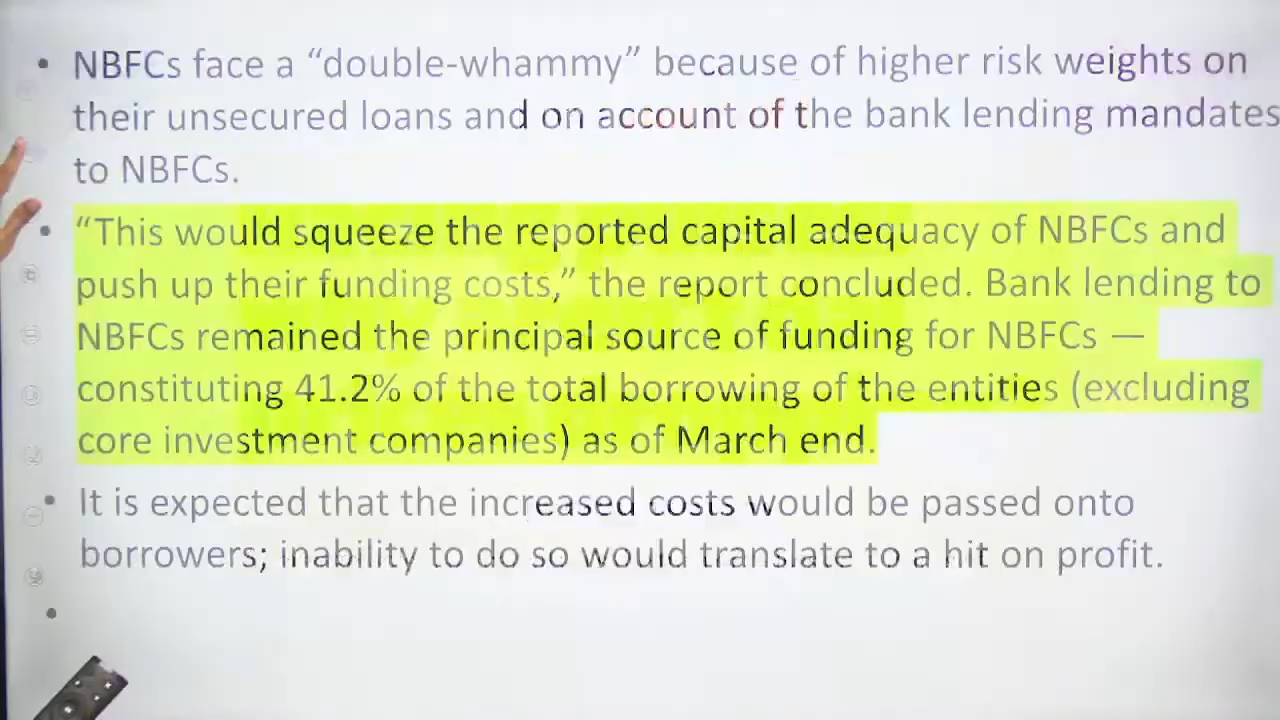 • NBFCs face a “double-whammy” because of higher risk weights on
their unsecured loans and on account of the bank lending mandates
to NBFCs.
• “This would squeeze the reported capital adequacy of NBFCs and
push up their funding costs,” the report concluded. Bank lending to
NBFCs remained the principal source of funding for NBFCs —
constituting 41.2% of the total borrowing of the entities (excluding
core investment companies) as of March end.
• It is expected that the increased costs would be passed onto
borrowers; inability to do so would translate to a hit on profit.
•